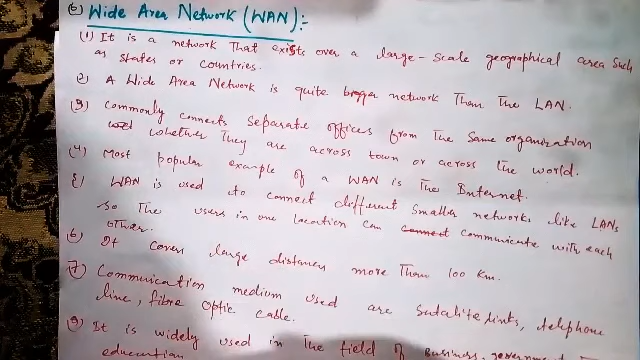 (5) Wide Area Network (WAN):-
(1) It is a network That exists over a large-scale geographical area such
as states or countries.
2) A Wide Area Network is quite bigger network Than The LAN.
(3) Commonly connects separate offices from The same organization
whether They are across town or across the world.
(4) Most popular example of a WAN is The Internet.
WAN is used to connect different smaller networks like LANs
so The users in one location can connect communicate with each
other.
6) It covers large distances more Than 100 Km.
7) Communication medium used are Satalite links, telephone
line, fibre Optic Cable.
It is widely used in The field of Business,